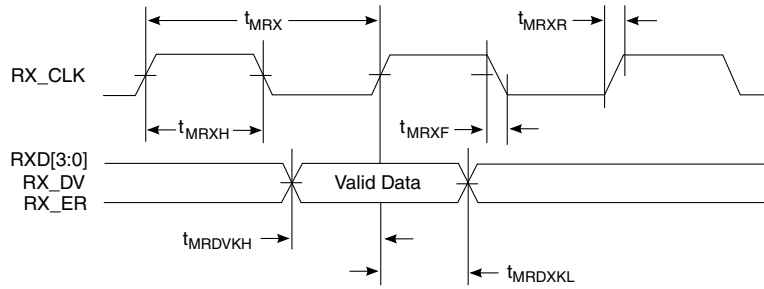 tMRX
tMRXR
RX_CLK
tMRXH
tMRXF
RXD[3:0]
RX_DV
RX_ER
Valid Data
tMRDVKH
tMRDXKL